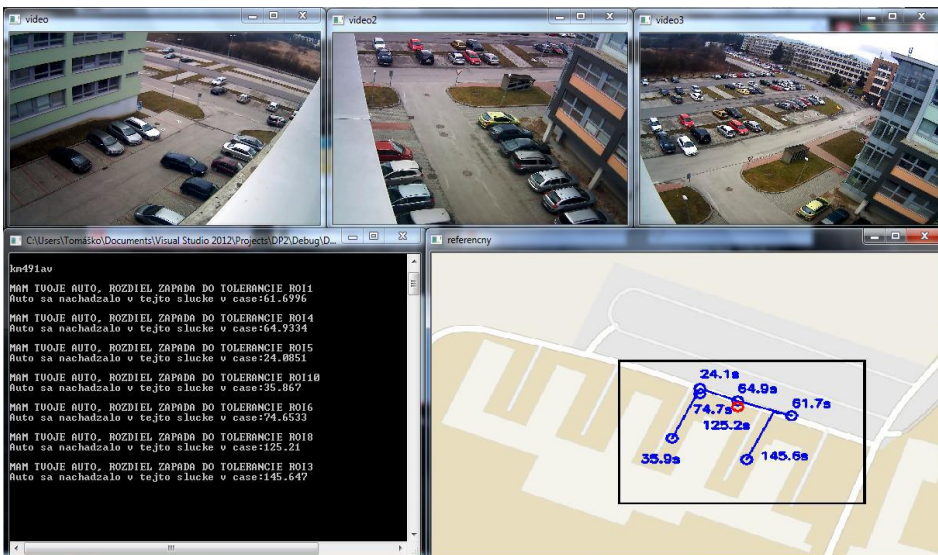 video
video2
video3
C:\Users\Tomáško\Documents\Visual Studio 2012\Projects\DP2\Debug\D...
referencny
km491av
MAM TVOJE AUTO, ROZDIEL ZAPADA DO TOLERANCIE ROI1
Auto sa nachadzalo v tejto slucke v case:61.6996
MAM TVOJE AUTO, ROZDIEL ZAPADA DO TOLERANCIE ROI4
Auto sa nachadzalo v tejto slucke v case:64.9334
MAM TVOJE AUTO, ROZDIEL ZAPADA DO TOLERANCIE ROI5
Auto sa nachadzalo v tejto slucke v case:24.0851
MAM TVOJE AUTO, ROZDIEL ZAPADA DO TOLERANCIE ROI10
Auto sa nachadzalo v tejto slucke v case:35.867
MAM TVOJE AUTO, ROZDIEL ZAPADA DO TOLERANCIE ROI6
Auto sa nachadzalo v tejto slucke v case:74.6533
MAM TVOJE AUTO, ROZDIEL ZAPADA DO TOLERANCIE ROI8
Auto sa nachadzalo v tejto slucke v case:125.21
MAM TVOJE AUTO, ROZDIEL ZAPADA DO TOLERANCIE ROI3
Auto sa nachadzalo v tejto slucke v case:145.647
24.1s
64.9s
74.7s
61.7s
125.2s
35.9s
145.6s